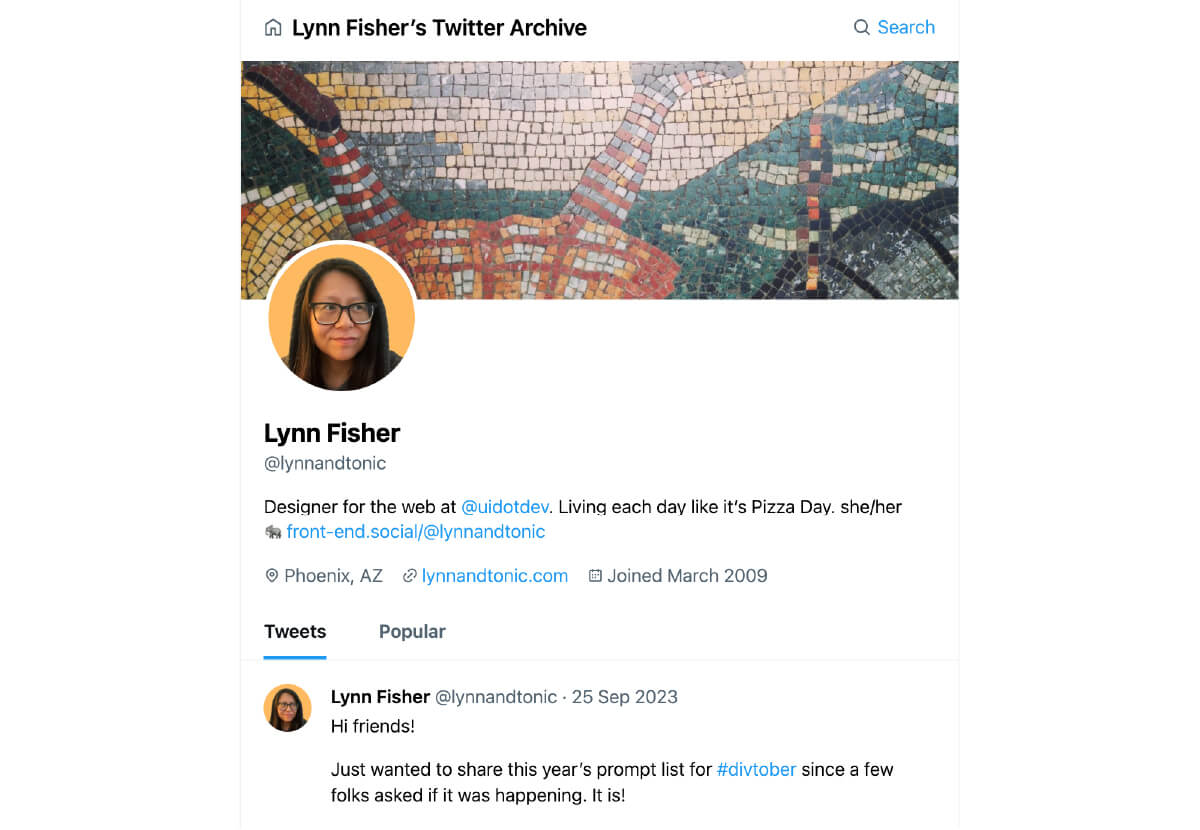 Lynn Fisher’s Twitter Archive
Search
Lynn Fisher
@lynnandtonic
Designer for the web at @uidotdev. Living each day like it’s Pizza Day. she/her
🐘 front-end.social/@lynnandtonic
Phoenix, AZ lynnandtonic.com Joined March 2009
Tweets Popular
Lynn Fisher @lynnandtonic · 25 Sep 2023
Hi friends!
Just wanted to share this year’s prompt list for #divtober since a few
folks asked if it was happening. It is!